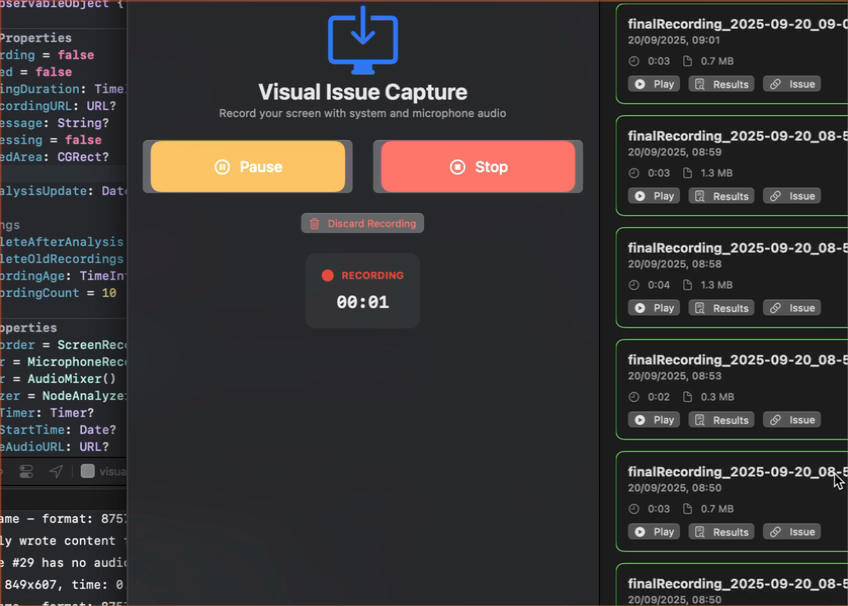 bservableObject {
Properties
rding = false
ed = false
ingDuration: Time
cordingURL: URL?
essage: String?
essing = false
edArea: CGRect?
alysisUpdate: Dat
ngs
leteAfterAnalysis
leteOldRecordings
ordingAge: TimeIn
ordingCount = 10
operties
order = ScreenReco
r = MicrophoneRec
r = AudioMixer()
zer = NodeAnalyze
Timer: Timer?
StartTime: Date?
eAudioURL: URL?
visua
ame – format: 875
ly wrote content
e #29 has no audio
849x607, time: 0
ame – format: 875
Visual Issue Capture
Record your screen with system and microphone audio
Pause
Stop
Discard Recording
RECORDING
00:01
finalRecording_2025-09-20_09-0
20/09/2025, 09:01
0:03 0.7 MB
Play Results Issue
finalRecording_2025-09-20_08-5
20/09/2025, 08:59
0:03 1.3 MB
Play Results Issue
finalRecording_2025-09-20_08-5
20/09/2025, 08:58
0:04 1.3 MB
Play Results Issue
finalRecording_2025-09-20_08-5
20/09/2025, 08:53
0:02 0.3 MB
Play Results Issue
finalRecording_2025-09-20_08-5
20/09/2025, 08:50
0:03 0.7 MB
Play Results Issue
finalRecording_2025-09-20_08-5
20/09/2025, 08:50